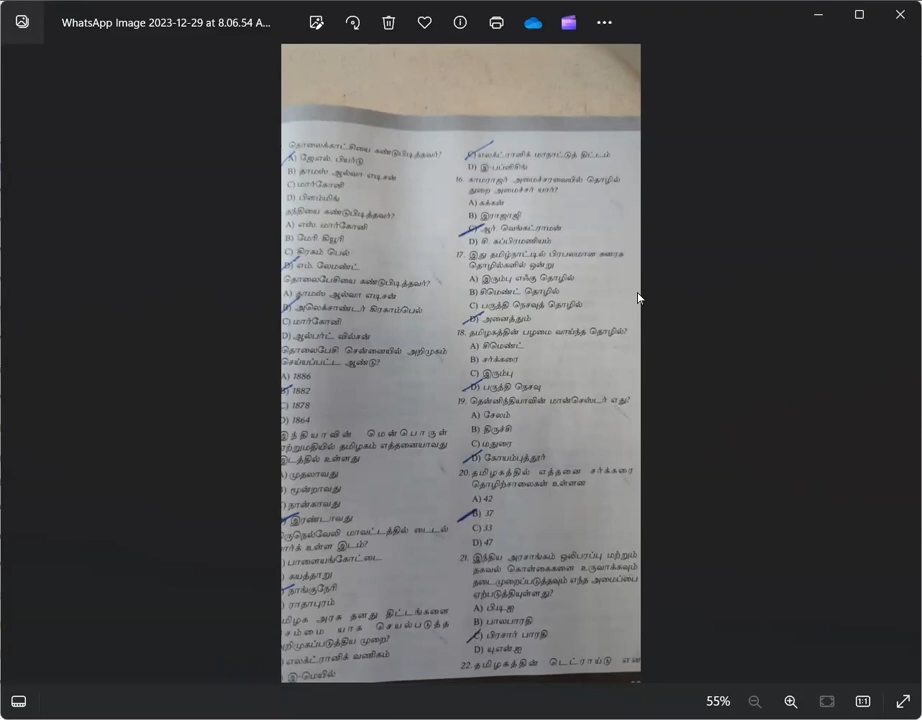 WhatsApp Image 2023-12-29 at 8.06.54 A...
தொலைக்காட்சியை கண்டுபிடித்தவர்?
A) ஜே.எல். பியர்டு
B) தாமஸ் ஆல்வா எடிசன்
C) மார்கோனி
D) பிளம்மிங்
தந்தியை கண்டுபிடித்தவர்?
A) எஸ். மார்கோனி
B) மேரி கியூரி
C) கிரகம் பெல்
D) எம். லேமண்ட்
தொலைபேசியை கண்டுபிடித்தவர்?
A) தாமஸ் ஆல்வா எடிசன்
B) அலெக்சாண்டர் கிரகாம்பெல்
C) மார்கோனி
D) ஆல்பர்ட் வில்சன்
தொலைபேசி சென்னையில் அறிமுகம்
செய்யப்பட்ட ஆண்டு?
A) 1886
B) 1882
C) 1878
D) 1864
இந்தியாவின் மென்பொருள்
ஏற்றுமதியில் தமிழகம் எத்தனையாவது
இடத்தில் உள்ளது
) முதலாவது
) மூன்றாவது
) நான்காவது
இரண்டாவது
திருநெல்வேலி மாவட்டத்தில் டைடல்
பார்க் உள்ள இடம்?
) பாளையங்கோட்டை
) கயத்தாறு
) நாங்குநேரி
) ராதாபுரம்
தமிழக அரசு தனது திட்டங்களை
செம்மை யாக செயல்படுத்த
அறிமுகப்படுத்திய முறை?
) எலக்ட்ரானிக் வணிகம்
) இ-மெயில்
C) எலக்ட்ரானிக் மாநாட்டுத் திட்டம்
D) இ-பப்ளிசிங்
16. காமராஜர் அமைச்சரவையில் தொழில்
துறை அமைச்சர் யார்?
A) கக்கன்
B) இராஜாஜி
C) ஆர். வெங்கட்ராமன்
D) சி. சுப்பிரமணியம்
17. இது தமிழ்நாட்டில் பிரபலமான சுரைக
தொழில்களில் ஒன்று
A) இரும்பு எஃகு தொழில்
B) சிமெண்ட் தொழில்
C) பருத்தி நெசவுத் தொழில்
D) அனைத்தும்
18. தமிழகத்தின் பழமை வாய்ந்த தொழில்?
A) சிமெண்ட்
B) சர்க்கரை
C) இரும்பு
D) பருத்தி நெசவு
19. தென்னிந்தியாவின் மான்செஸ்டர் எது?
A) சேலம்
B) திருச்சி
C) மதுரை
D) கோயம்புத்தூர்
20. தமிழகத்தில் எத்தனை சர்க்கரை
தொழிற்சாலைகள் உள்ளன
A) 42
B) 37
C) 33
D) 47
21. இந்திய அரசாங்கம் ஒலிபரப்பு மற்றும்
தகவல் கொள்கைகளை உருவாக்கவும்
நடைமுறைப்படுத்தவும் எந்த அமைப்பை
ஏற்படுத்தியுள்ளது?
A) பி.டி.ஐ
B) பாலபாரதி
C) பிரசார் பாரதி
D) யு.என்.ஐ
22. தமிழகத்தின் டெட்ராய்டு என
55%